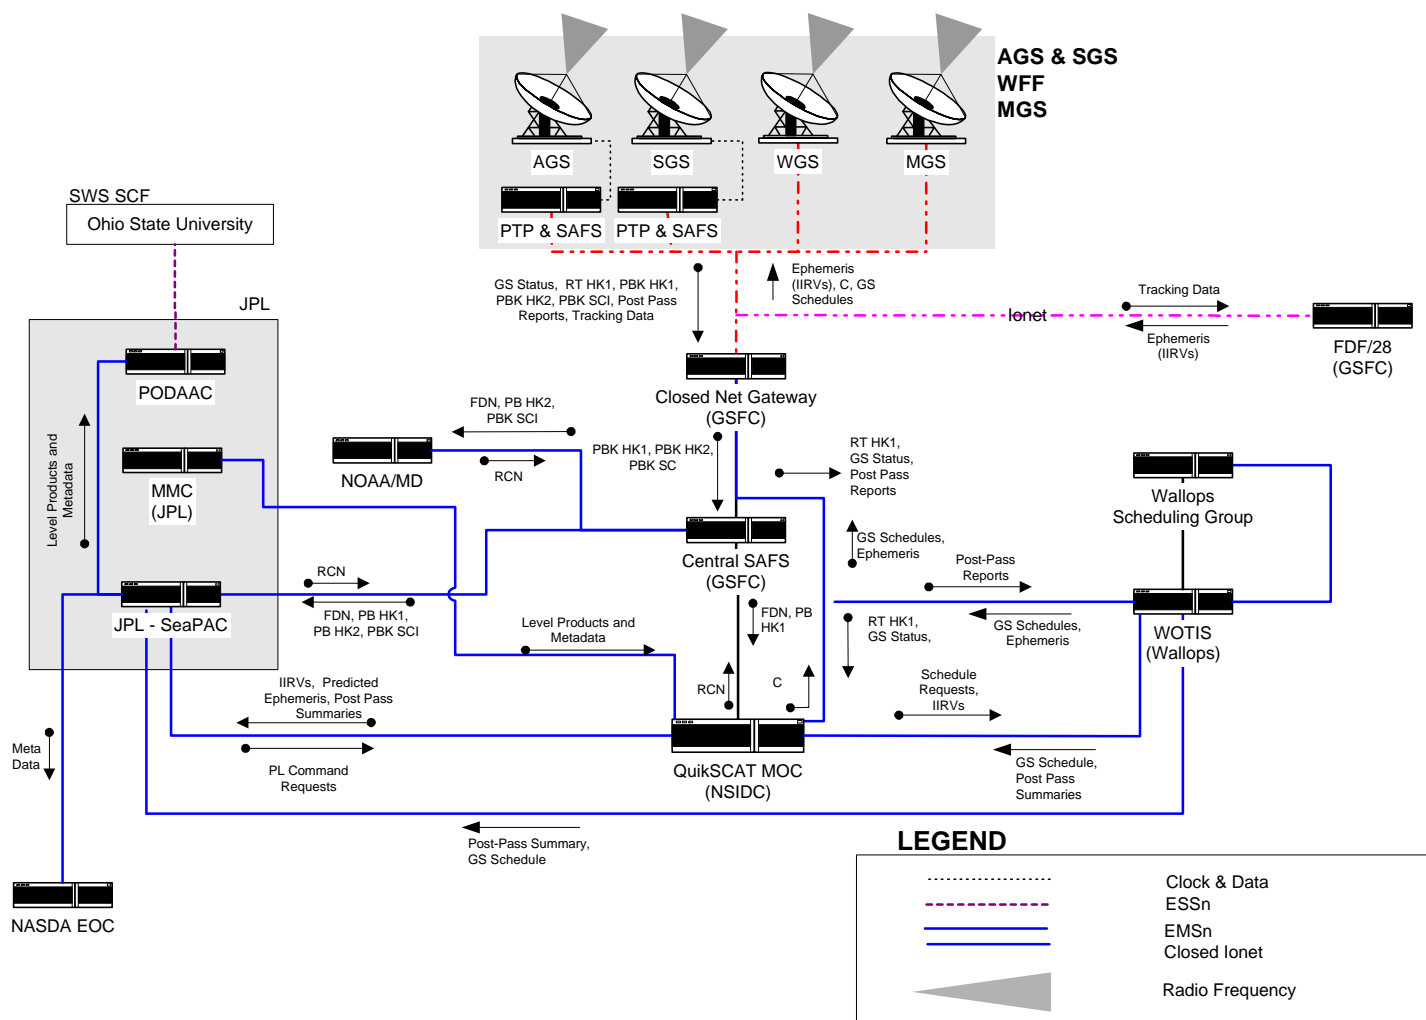 AGS & SGS
WFF
MGS
AGS
SGS
WGS
MGS
PTP & SAFS
PTP & SAFS
SWS SCF
Ohio State University
JPL
GS Status, RT HK1, PBK HK1,
PBK HK2, PBK SCI, Post Pass
Reports, Tracking Data
Ephemeris
(IIRVs), C, GS
Schedules
Tracking Data
Ionet
Ephemeris
(IIRVs)
FDF/28
(GSFC)
PODAAC
Closed Net Gateway
(GSFC)
FDN, PB HK2,
PBK SCI
Level Products and
Metadata
MMC
(JPL)
NOAA/MD
RCN
PBK HK1, PBK HK2,
PBK SC
RT HK1,
GS Status,
Post Pass
Reports
Wallops
Scheduling Group
Central SAFS
(GSFC)
GS Schedules,
Ephemeris
Post-Pass
Reports
RCN
JPL - SeaPAC
FDN, PB HK1,
PB HK2, PBK SCI
Level Products and
Metadata
FDN, PB
HK1
RT HK1,
GS Status,
GS Schedules,
Ephemeris
WOTIS
(Wallops)
IIRVs, Predicted
Ephemeris, Post Pass
Summaries
RCN
C
Schedule
Requests,
IIRVs
Meta
Data
PL Command
Requests
QuikSCAT MOC
(NSIDC)
GS Schedule,
Post Pass
Summaries
Post-Pass Summary,
GS Schedule
NASDA EOC
LEGEND
Clock & Data
ESSn
EMSn
Closed Ionet
Radio Frequency